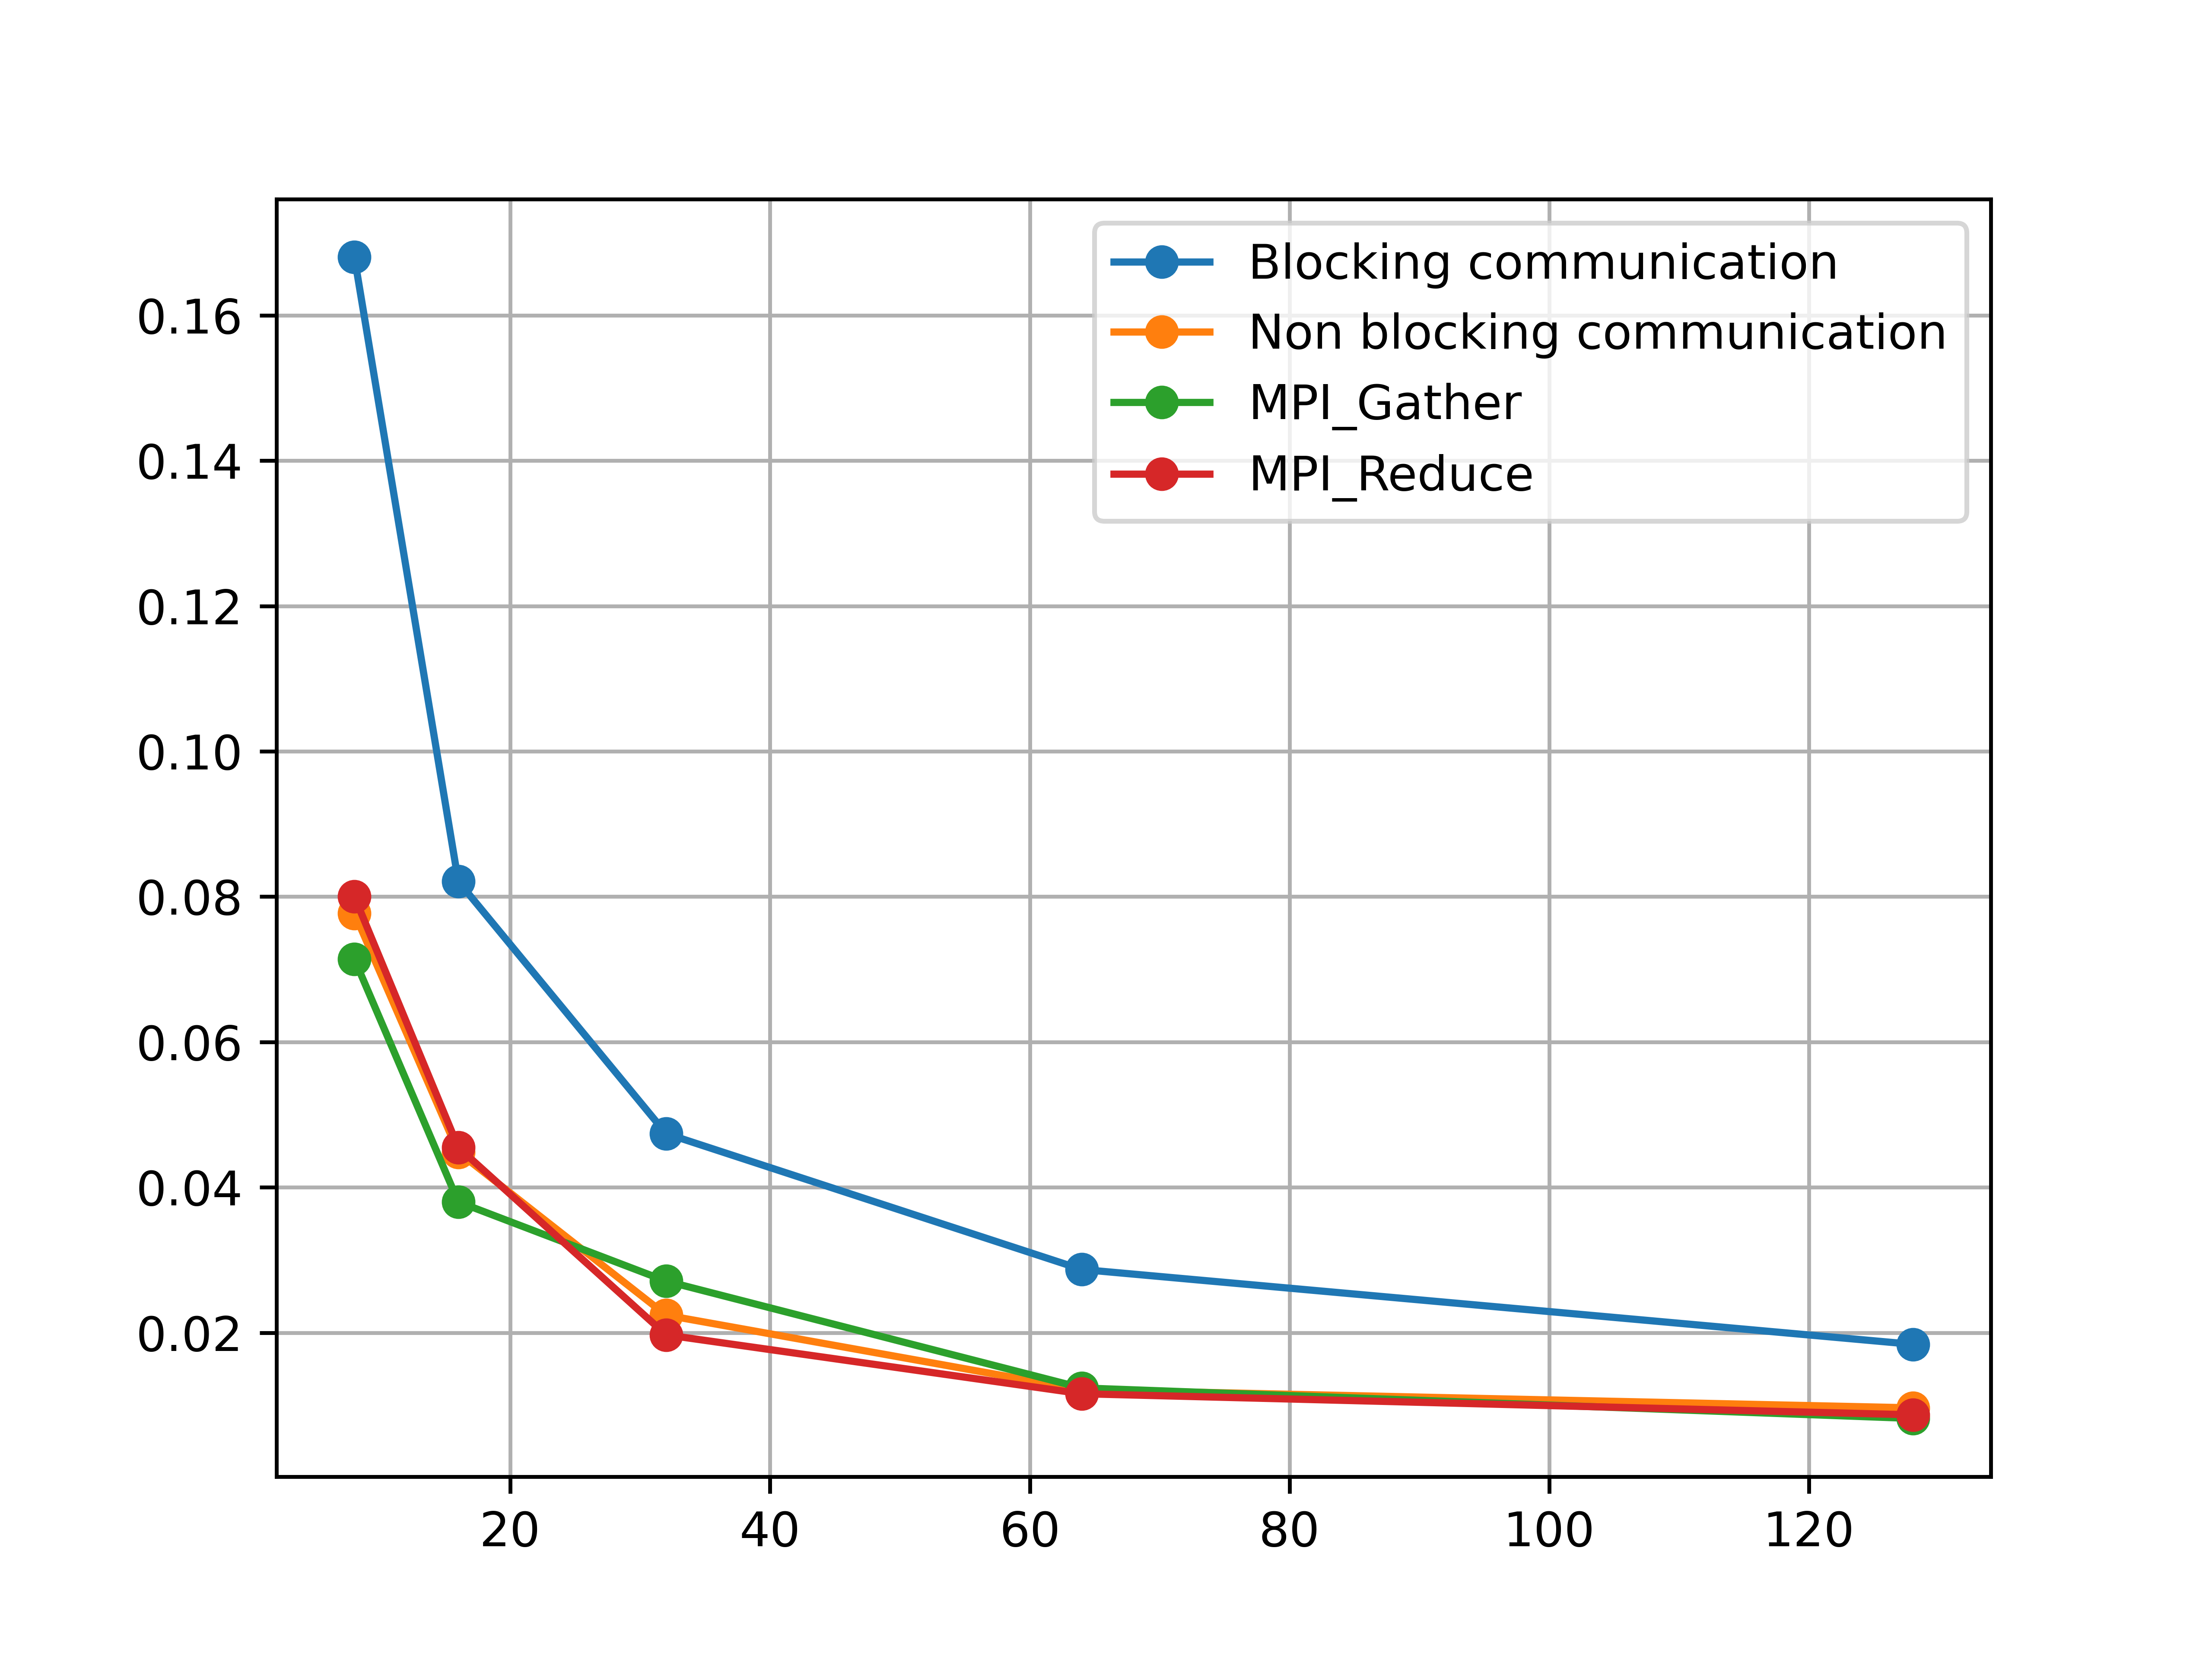 Blocking communication
Non blocking communication
MPI_Gather
MPI_Reduce
0.16
0.14
0.12
0.10
0.08
0.06
0.04
0.02
20 40 60 80 100 120